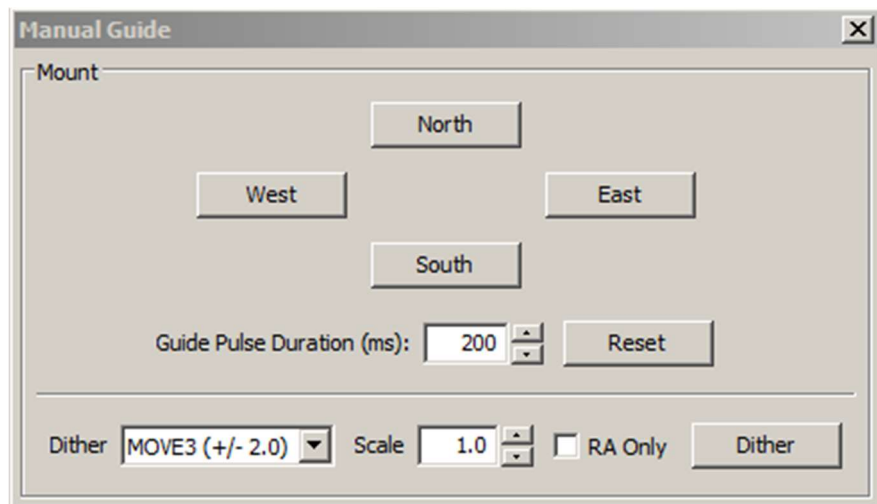 Manual Guide
Mount
North
West East
South
Guide Pulse Duration (ms): 200 Reset
Dither MOVE3 (+/- 2.0) Scale 1.0 RA Only Dither